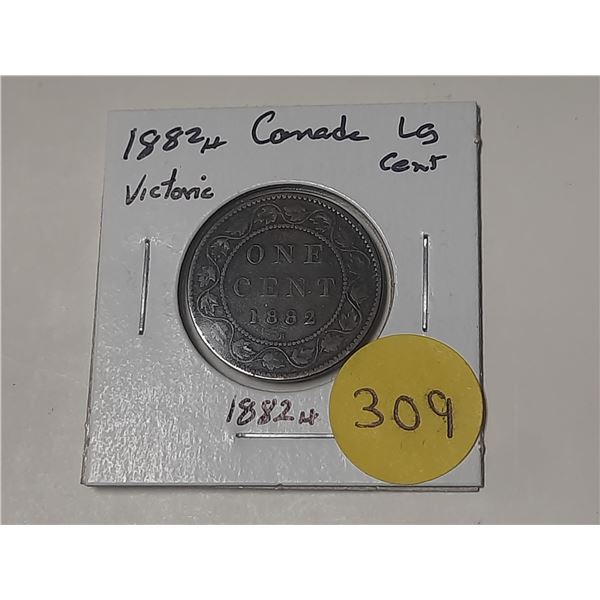 1882H Canada Lg
Cent
Victoria
ONE
CENT
1882
H
1882H
309